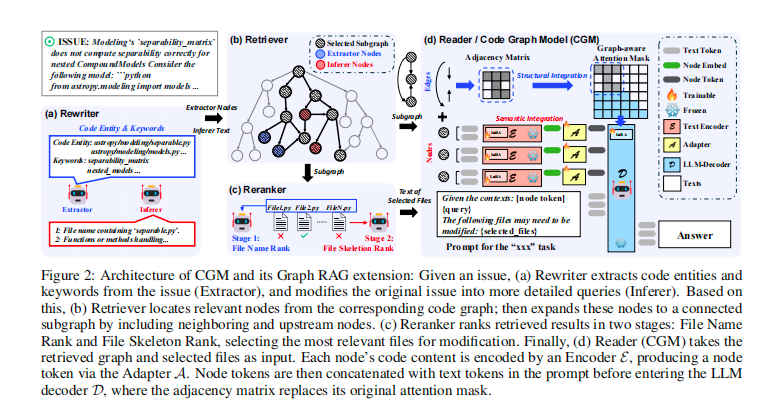 ISSUE: Modeling's `separability_matrix`
does not compute separability correctly for
nested CompoundModels Consider the
following model: ```python
from astropy.modeling import models ...
(a) Rewriter
Code Entity & Keywords
Code Entity: astropy/modeling/separable.py
astropy/modeling/models.py ...
Keywords: separability_matrix
nested_models ...
Extractor
Inferer
1: File name containing 'separable.py'.
2: Functions or methods handling...
Extractor Nodes
Inferer Text
(b) Retriever
Selected Subgraph
Extractor Nodes
Inferer Nodes
Subgraph
Subgraph
(c) Reranker
File1.py File2.py FileN.py
Stage 1:
File Name Rank
Stage 2:
File Skeleton Rank
Text of
Selected Files
(d) Reader / Code Graph Model (CGM)
Adjacency Matrix
Graph-aware
Attention Mask
Edges
Structural Integration
Semantic Integration
Nodes
LoRA E A
LoRA E A
LoRA E A
LoRA
D
Given the contexts: {node token}
{query}
The following files may need to be
modified: {selected_files}
Prompt for the "xxx" task
Answer
Text Token
Node Embed
Node Token
Trainable
Frozen
E Text Encoder
A Adapter
D LLM-Decoder
Texts
Figure 2: Architecture of CGM and its Graph RAG extension: Given an issue, (a) Rewriter extracts code entities and
keywords from the issue (Extractor), and modifies the original issue into more detailed queries (Inferer). Based on
this, (b) Retriever locates relevant nodes from the corresponding code graph; then expands these nodes to a connected
subgraph by including neighboring and upstream nodes. (c) Reranker ranks retrieved results in two stages: File Name
Rank and File Skeleton Rank, selecting the most relevant files for modification. Finally, (d) Reader (CGM) takes the
retrieved graph and selected files as input. Each node's code content is encoded by an Encoder E, producing a node
token via the Adapter A. Node tokens are then concatenated with text tokens in the prompt before entering the LLM
decoder D, where the adjacency matrix replaces its original attention mask.